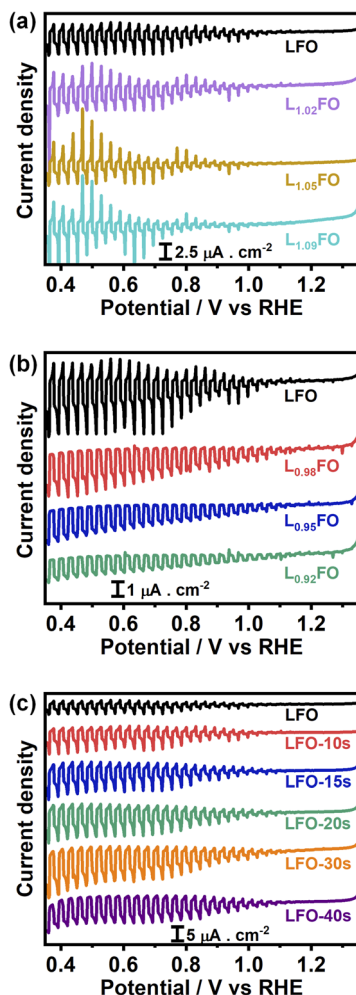 (a)
Current density
LFO
L1.02FO
L1.05FO
L1.09FO
2.5 μA . cm-2
0.4 0.6 0.8 1.0 1.2
Potential / V vs RHE
(b)
Current density
LFO
L0.98FO
L0.95FO
L0.92FO
1 μA . cm-2
0.4 0.6 0.8 1.0 1.2
Potential / V vs RHE
(c)
Current density
LFO
LFO-10s
LFO-15s
LFO-20s
LFO-30s
LFO-40s
5 μA . cm-2
0.4 0.6 0.8 1.0 1.2
Potential / V vs RHE